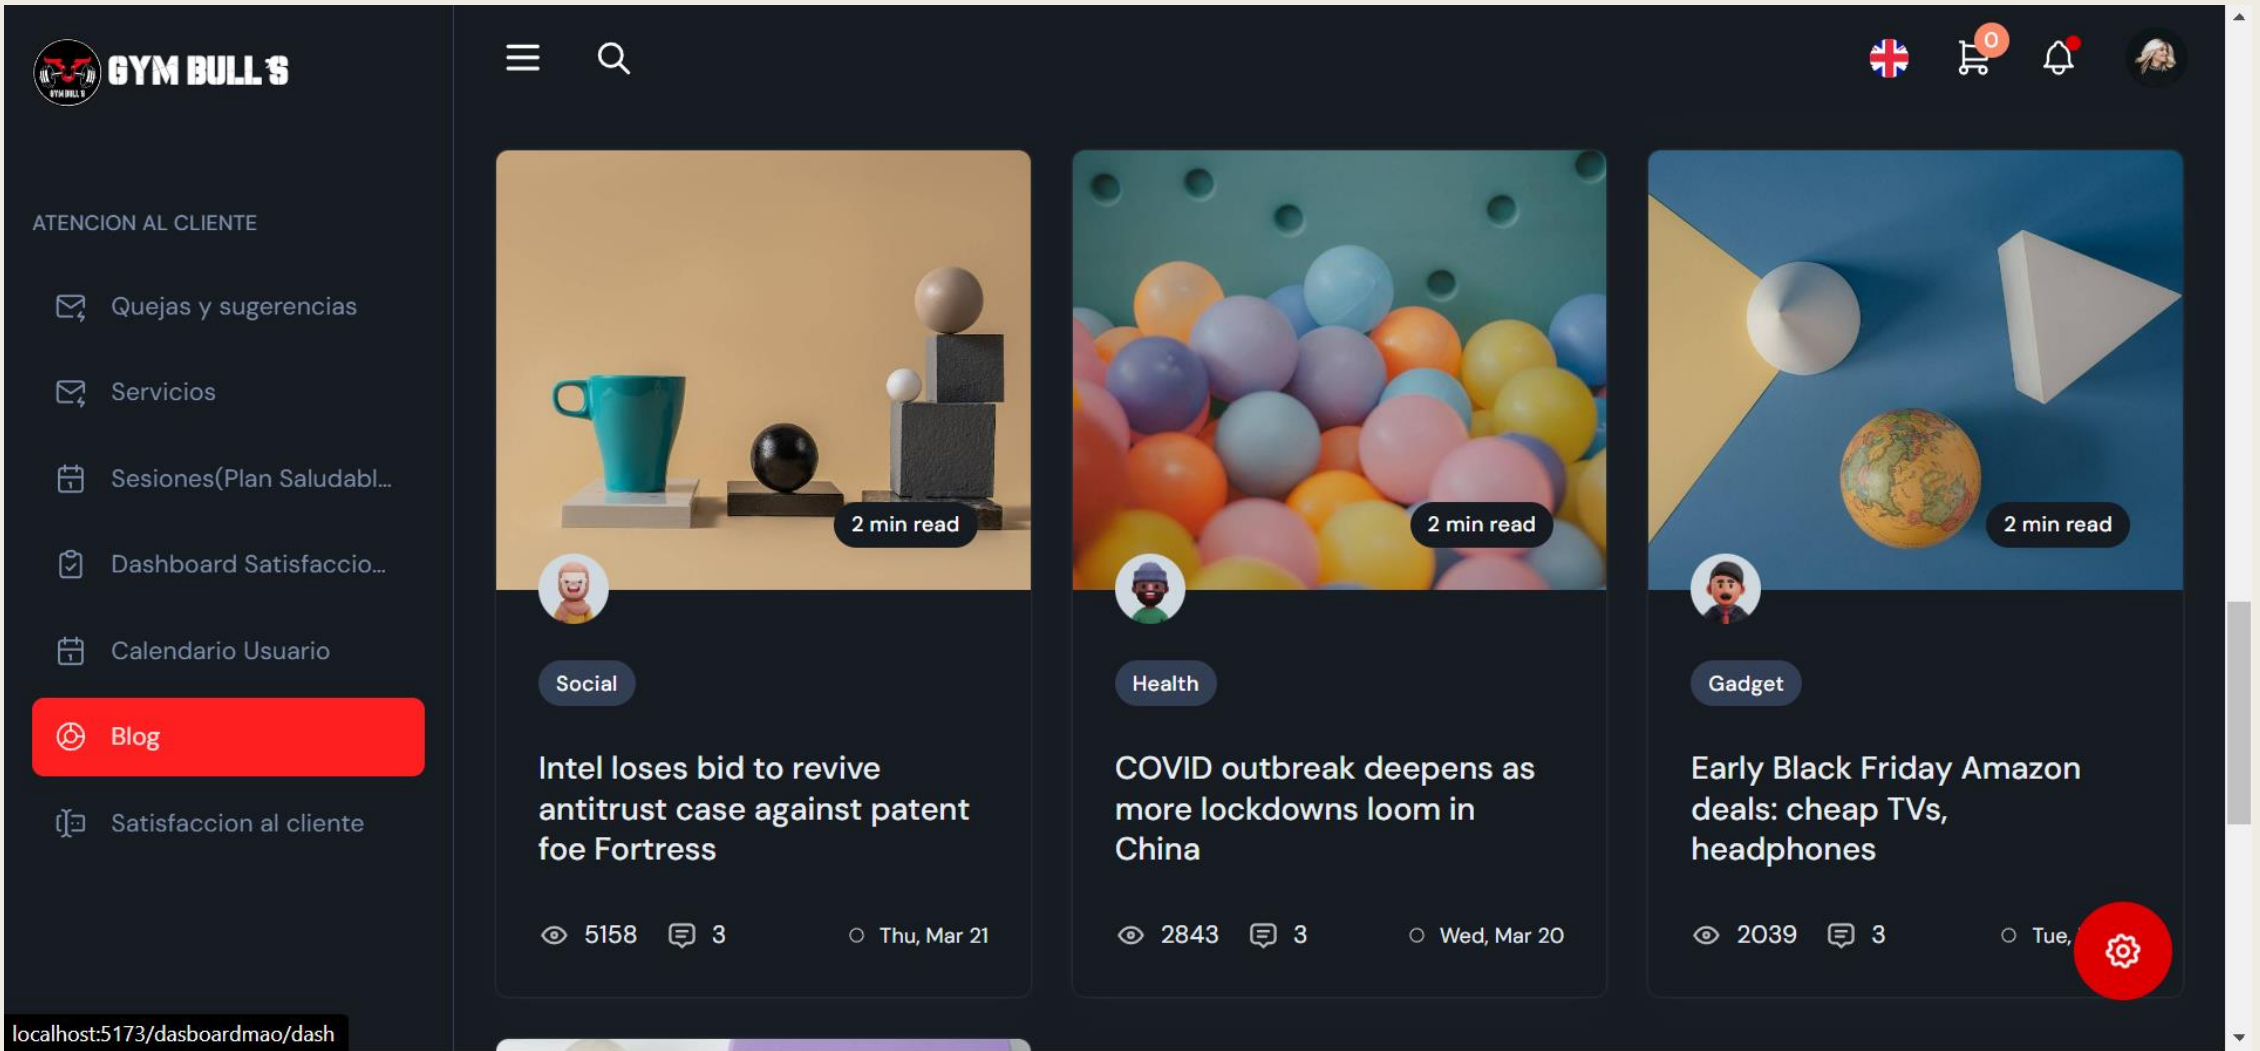 GYM BULL'S
GYM BULL'S
0
ATENCION AL CLIENTE
Quejas y sugerencias
Servicios
Sesiones(Plan Saludabl...
Dashboard Satisfaccio...
Calendario Usuario
Blog
Satisfaccion al cliente
2 min read
Social
Intel loses bid to revive
antitrust case against patent
foe Fortress
5158 3 Thu, Mar 21
2 min read
Health
COVID outbreak deepens as
more lockdowns loom in
China
2843 3 Wed, Mar 20
2 min read
Gadget
Early Black Friday Amazon
deals: cheap TVs,
headphones
2039 3 Tue,
localhost:5173/dasboardmao/dash